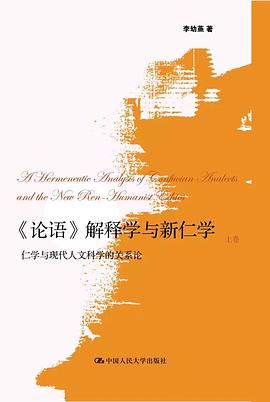 李幼蒸 著
A Hermeneutic Analysis of Confucian Analects
and the New Ren-Humanist Ethics
《论语》解释学与新仁学 上卷
仁学与现代人文科学的关系论
中国人民大学出版社